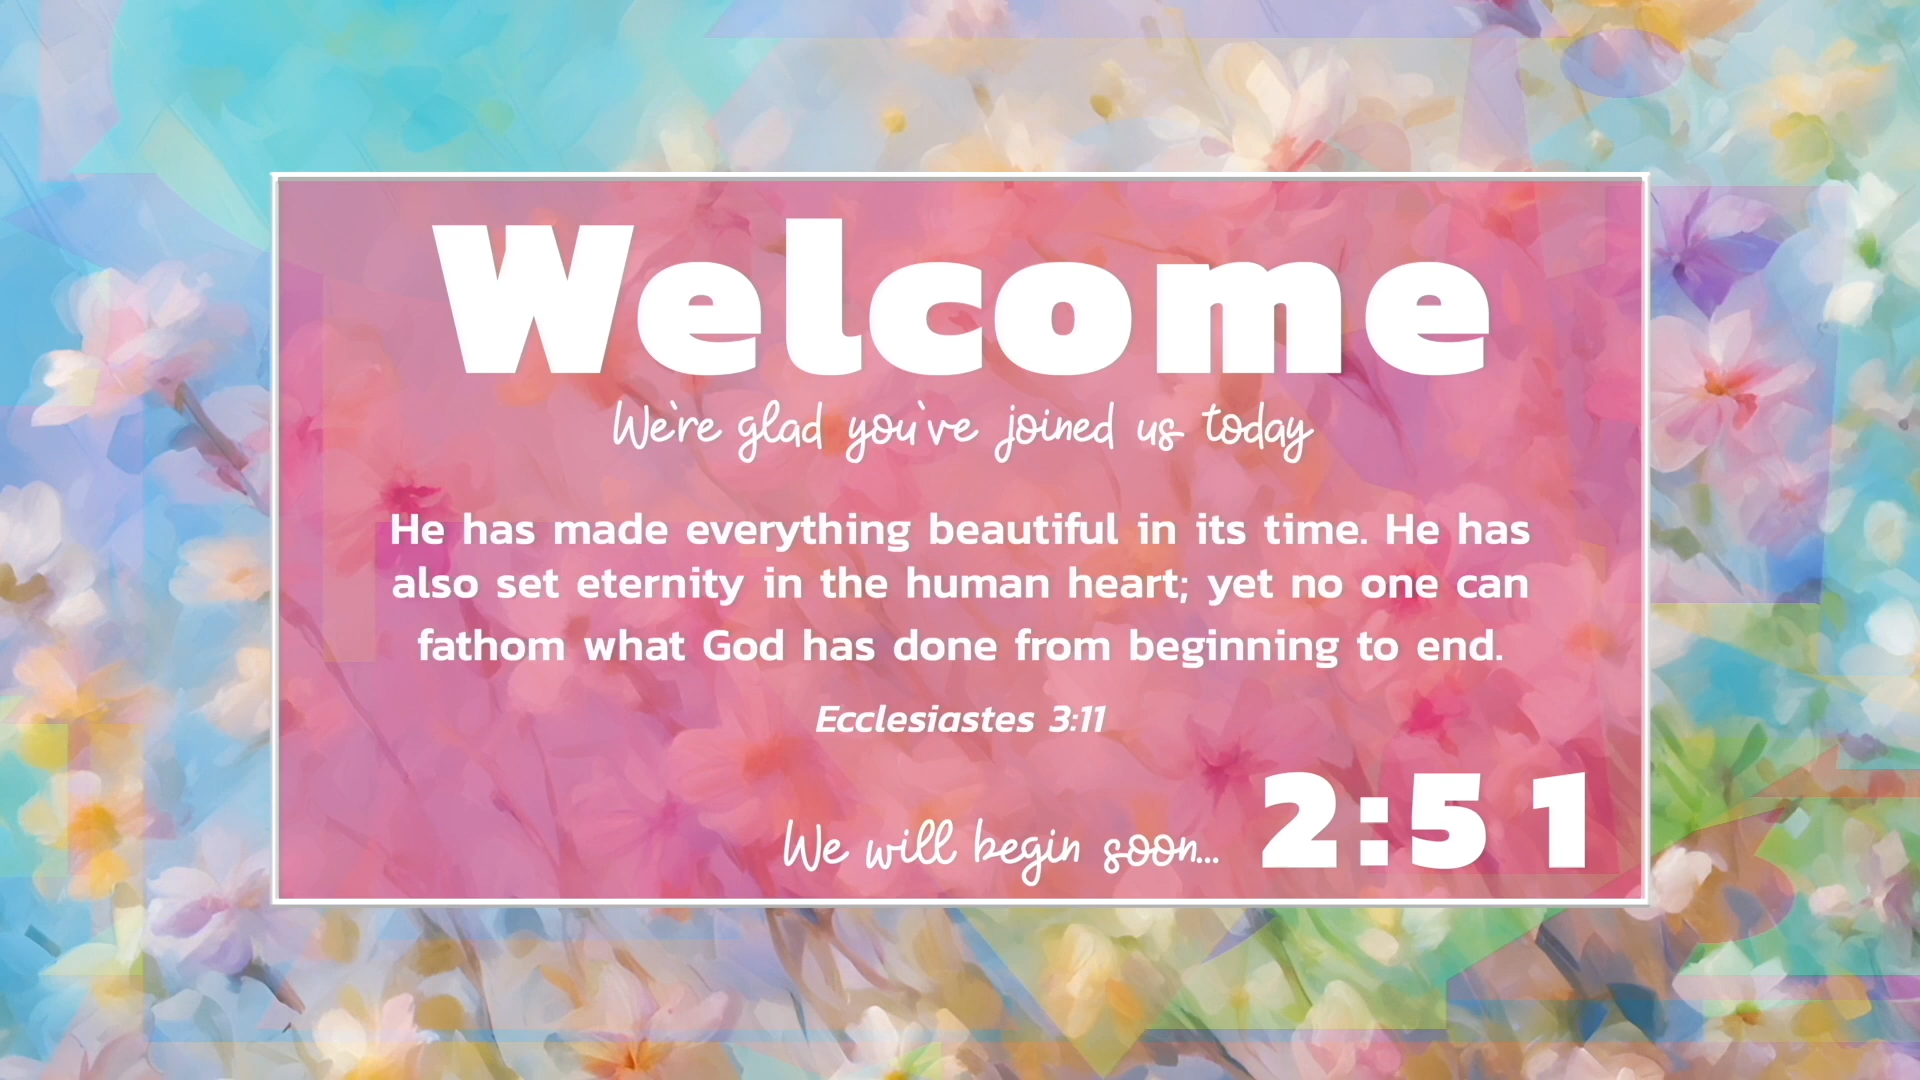 Welcome
We're glad you've joined us today
He has made everything beautiful in its time. He has
also set eternity in the human heart; yet no one can
fathom what God has done from beginning to end.
Ecclesiastes 3:11
We will begin soon... 2:51